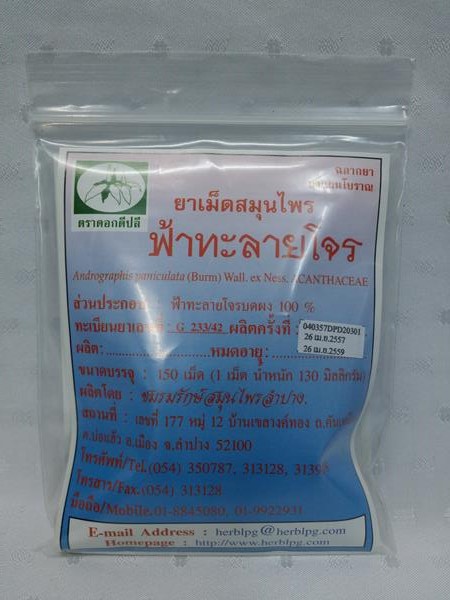 ฉลากยา
ยาแผนโบราณ
ตราดอกดีปลี
ยาเม็ดสมุนไพร
ฟ้าทะลายโจร
Andrographis paniculata (Burm) Wall. ex Ness. ACANTHACEAE
ส่วนประกอบ : ฟ้าทะลายโจรบดผง 100 %
ทะเบียนยาเลขที่ : G 233/42 ผลิตครั้งที่ : 040357DPD20301
26 เม.ย.2557
ผลิต:..................หมดอายุ: 26 เม.ย.2559
ขนาดบรรจุ : 150 เม็ด (1 เม็ด น้ำหนัก 130 มิลลิกรัม)
ผลิตโดย : ชมรมรักษ์สมุนไพรลำปาง.
สถานที่ : เลขที่ 177 หมู่ 12 บ้านเขลางค์ทอง
ต.บ่อแฮ้ว อ.เมือง จ.ลำปาง 52100
โทรศัพท์/Tel.(054) 350787, 313128,
โทรสาร/Fax.(054) 313128
มือถือ/Mobile.01-8845080, 01-9922931
E-mail Address : herblpg@herblpg.com
Homepage : http://www.herblpg.com